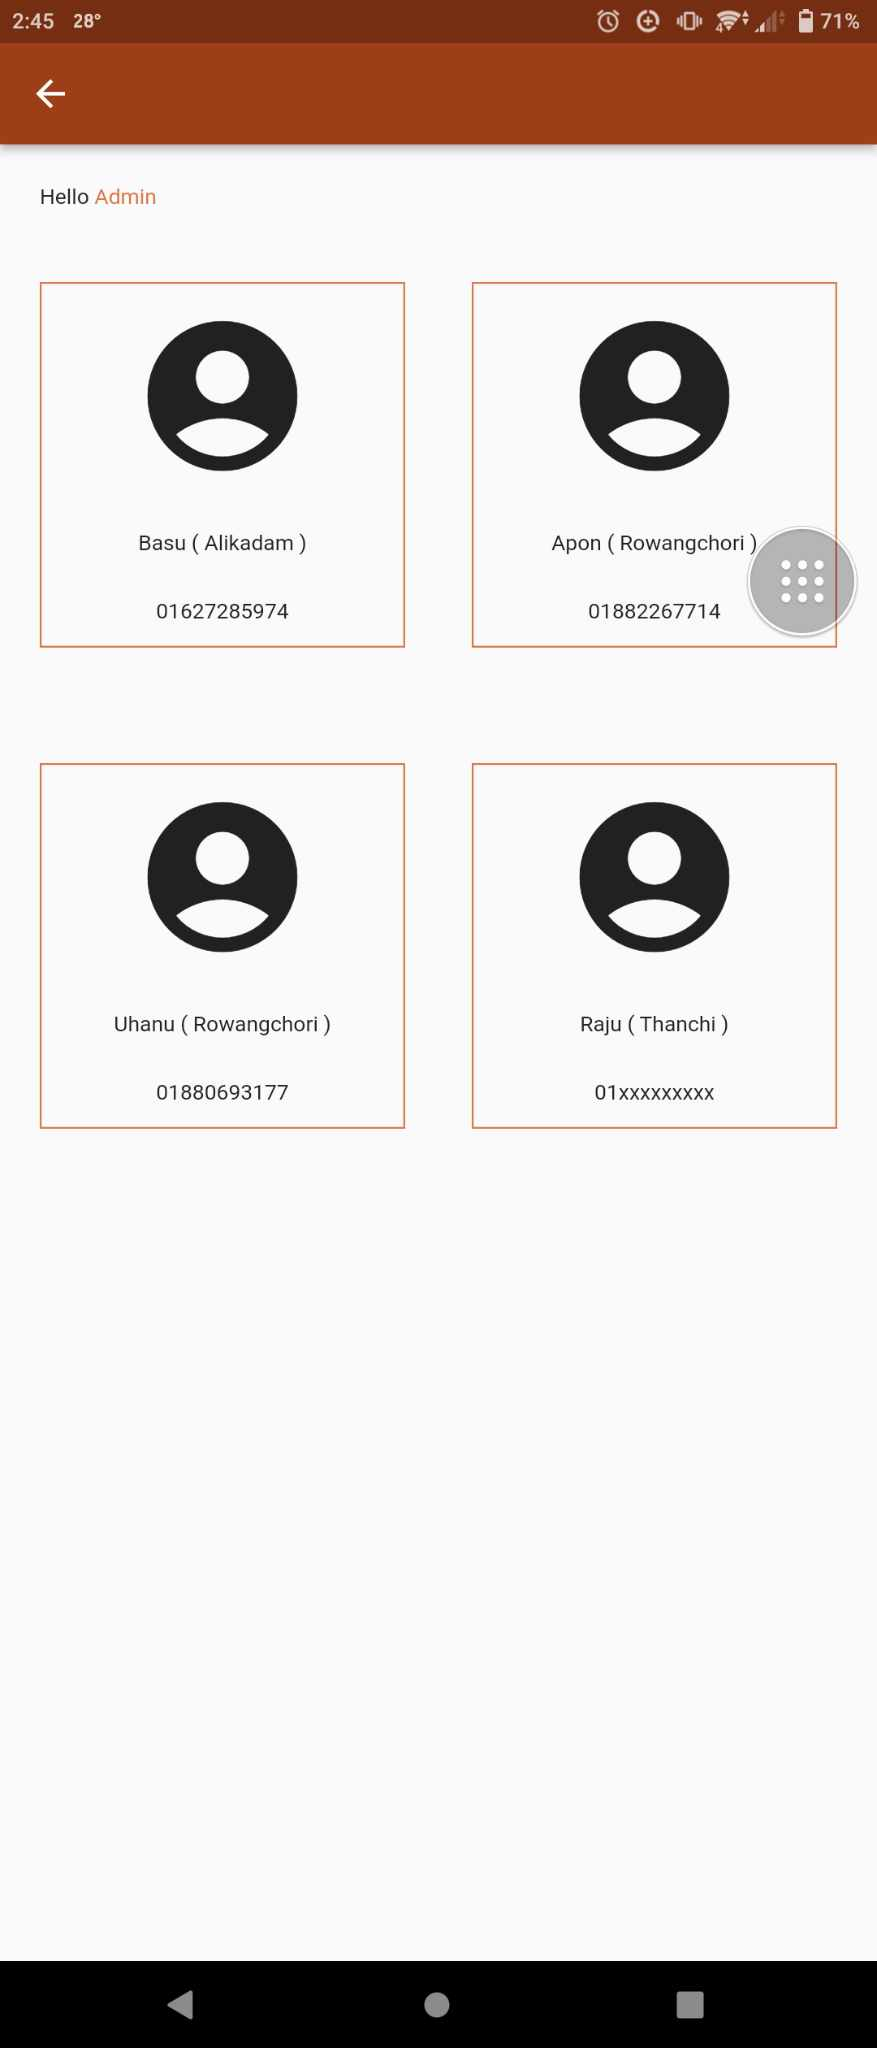 2:45 28° 71%
Hello Admin
Basu ( Alikadam )
01627285974
Apon ( Rowangchori )
01882267714
Uhanu ( Rowangchori )
01880693177
Raju ( Thanchi )
01xxxxxxxxx